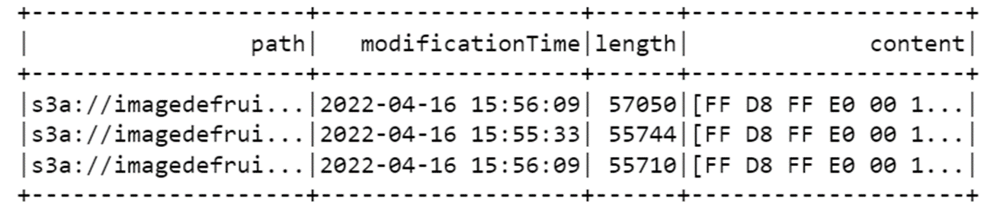 +--------------------+-------------------+------+--------------------+
|                path|   modificationTime|length|             content|
+--------------------+-------------------+------+--------------------+
|s3a://imagedefrui...|2022-04-16 15:56:09| 57050|[FF D8 FF E0 00 1...|
|s3a://imagedefrui...|2022-04-16 15:55:33| 55744|[FF D8 FF E0 00 1...|
|s3a://imagedefrui...|2022-04-16 15:56:09| 55710|[FF D8 FF E0 00 1...|
+--------------------+-------------------+------+--------------------+